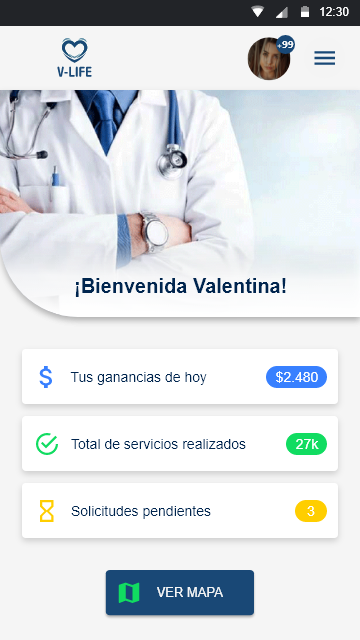 12:30
+99
V-LIFE
¡Bienvenida Valentina!
Tus ganancias de hoy $2.480
Total de servicios realizados 27k
Solicitudes pendientes 3
VER MAPA